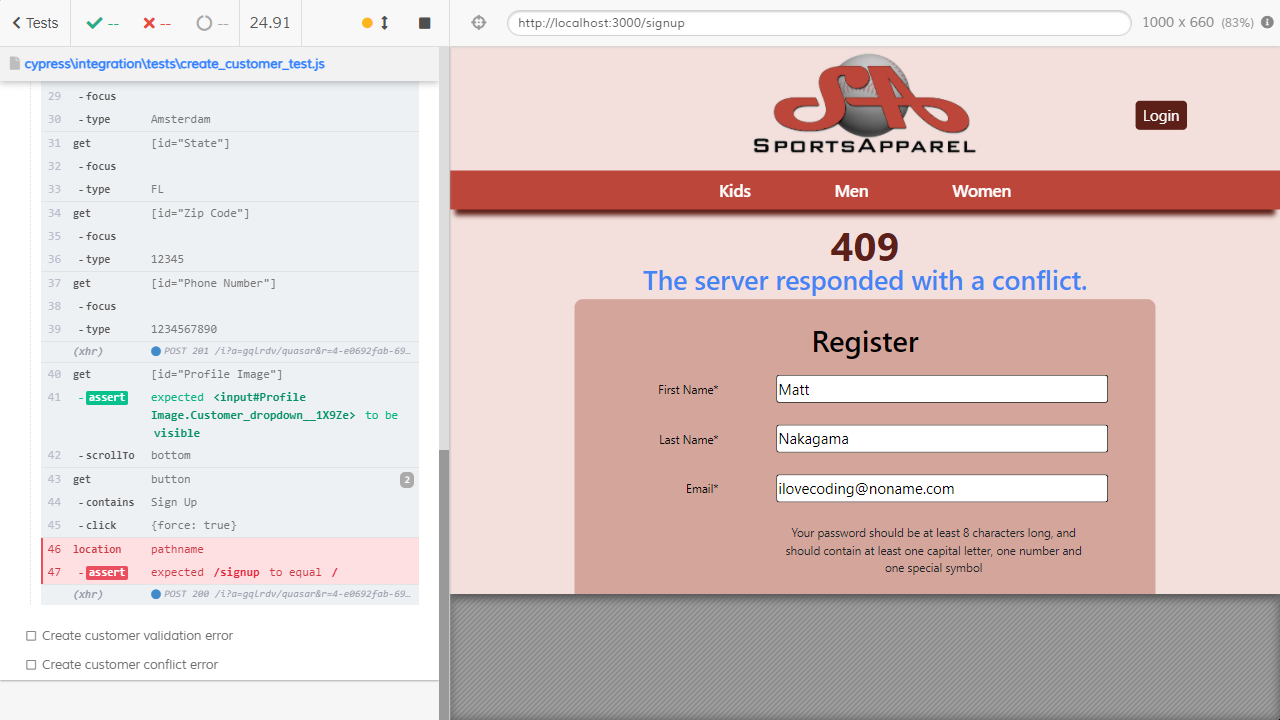 Tests
--
--
--
24.91
http://localhost:3000/signup
1000 x 660 (83%)
cypress\integration\tests\create_customer_test.js
29 -focus
30 -type Amsterdam
31 get [id="State"]
32 -focus
33 -type FL
34 get [id="Zip Code"]
35 -focus
36 -type 12345
37 get [id="Phone Number"]
38 -focus
39 -type 1234567890
(xhr) POST 201 /i?a=gqlrdv/quasar&r=4-e0692fab-69…
40 get [id="Profile Image"]
41 -assert expected <input#Profile
Image.Customer_dropdown__1X9Ze> to be
visible
42 -scrollTo bottom
43 get button 2
44 -contains Sign Up
45 -click {force: true}
46 location pathname
47 -assert expected /signup to equal /
(xhr) POST 200 /i?a=gqlrdv/quasar&r=4-e0692fab-69…
Create customer validation error
Create customer conflict error
SA
SPORTSAPPAREL
Login
Kids Men Women
409
The server responded with a conflict.
Register
First Name* Matt
Last Name* Nakagama
Email* ilovecoding@noname.com
Your password should be at least 8 characters long, and
should contain at least one capital letter, one number and
one special symbol